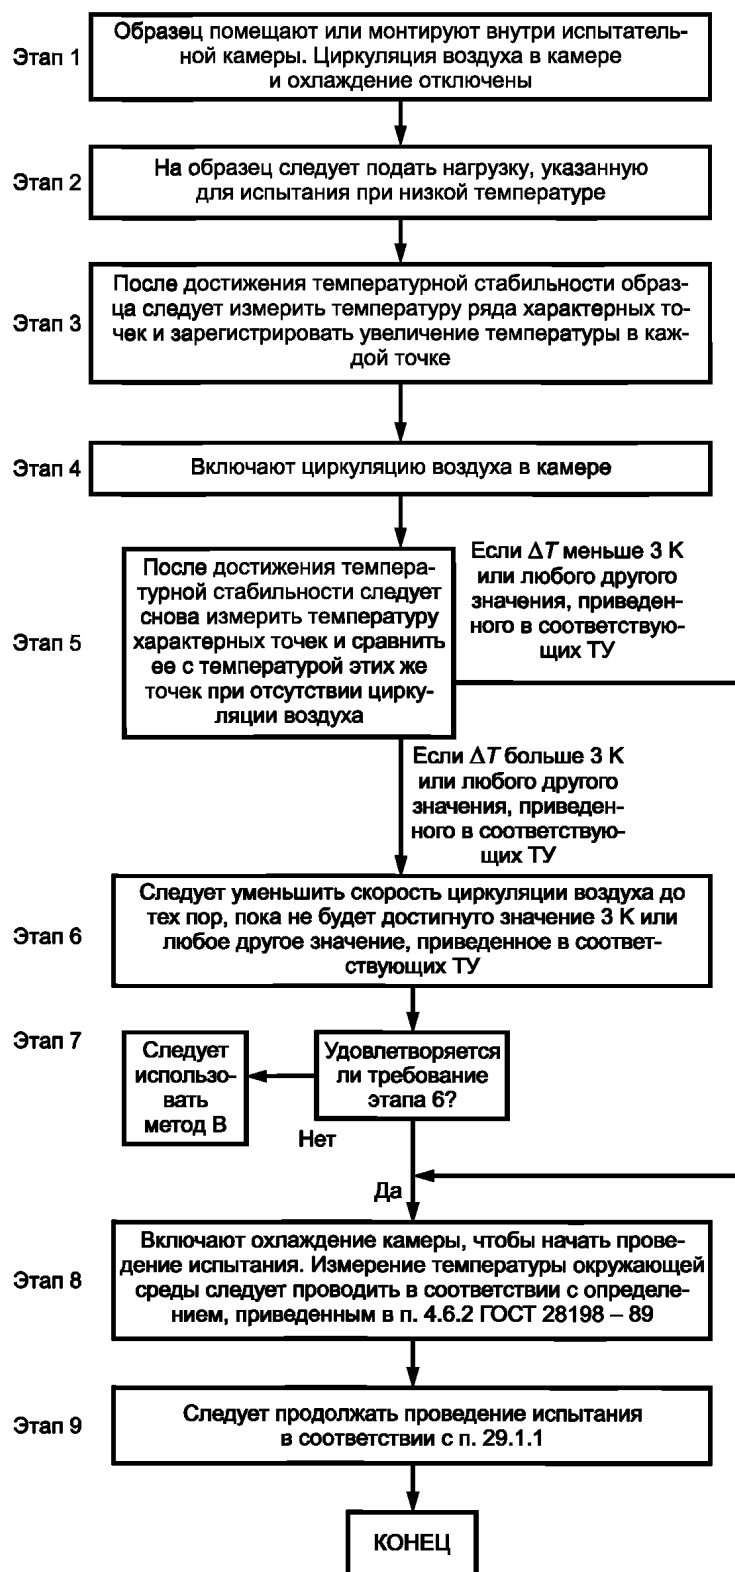 Этап 1
Образец помещают или монтируют внутри испытатель-
ной камеры. Циркуляция воздуха в камере
и охлаждение отключены
Этап 2
На образец следует подать нагрузку, указанную
для испытания при низкой температуре
Этап 3
После достижения температурной стабильности образ-
ца следует измерить температуру ряда характерных то-
чек и зарегистрировать увеличение температуры в каж-
дой точке
Этап 4
Включают циркуляцию воздуха в камере
Этап 5
После достижения темпера-
турной стабильности следует
снова измерить температуру
характерных точек и сравнить
ее с температурой этих же
точек при отсутствии цирку-
ляции воздуха
Если ΔT меньше 3 К
или любого другого
значения, приведен-
ного в соответствую-
щих ТУ
Если ΔT больше 3 К
или любого другого
значения, приведен-
ного в соответствую-
щих ТУ
Этап 6
Следует уменьшить скорость циркуляции воздуха до
тех пор, пока не будет достигнуто значение 3 К или
любое другое значение, приведенное в соответ-
ствующих ТУ
Этап 7
Следует
использо-
вать
метод В
Удовлетворяется
ли требование
этапа 6?
Нет
Да
Этап 8
Включают охлаждение камеры, чтобы начать прове-
дение испытания. Измерение температуры окружающей
среды следует проводить в соответствии с определе-
нием, приведенным в п. 4.6.2 ГОСТ 28198 – 89
Этап 9
Следует продолжать проведение испытания
в соответствии с п. 29.1.1
КОНЕЦ